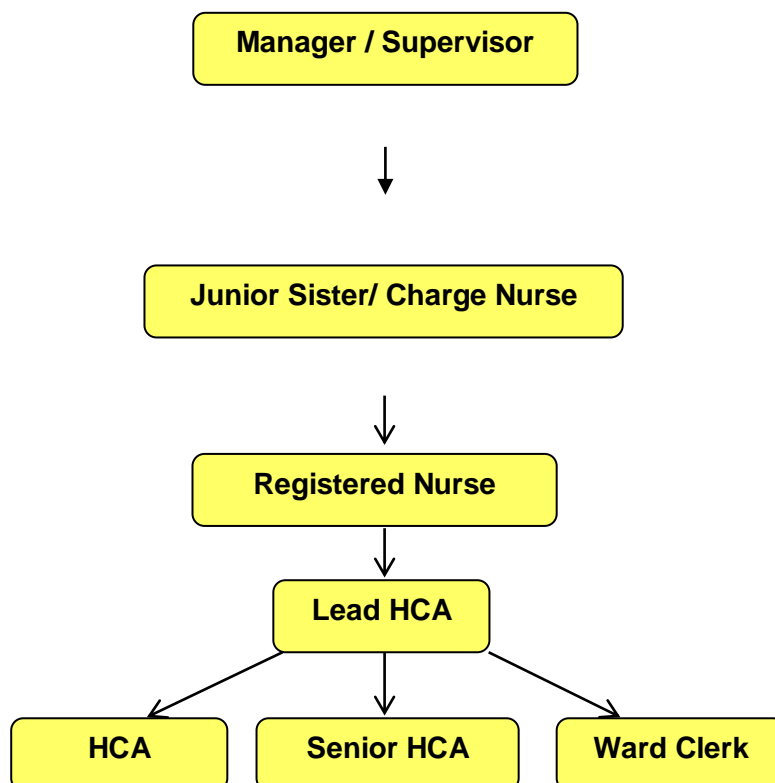 Manager / Supervisor
Junior Sister/ Charge Nurse
Registered Nurse
Lead HCA
HCA
Senior HCA
Ward Clerk